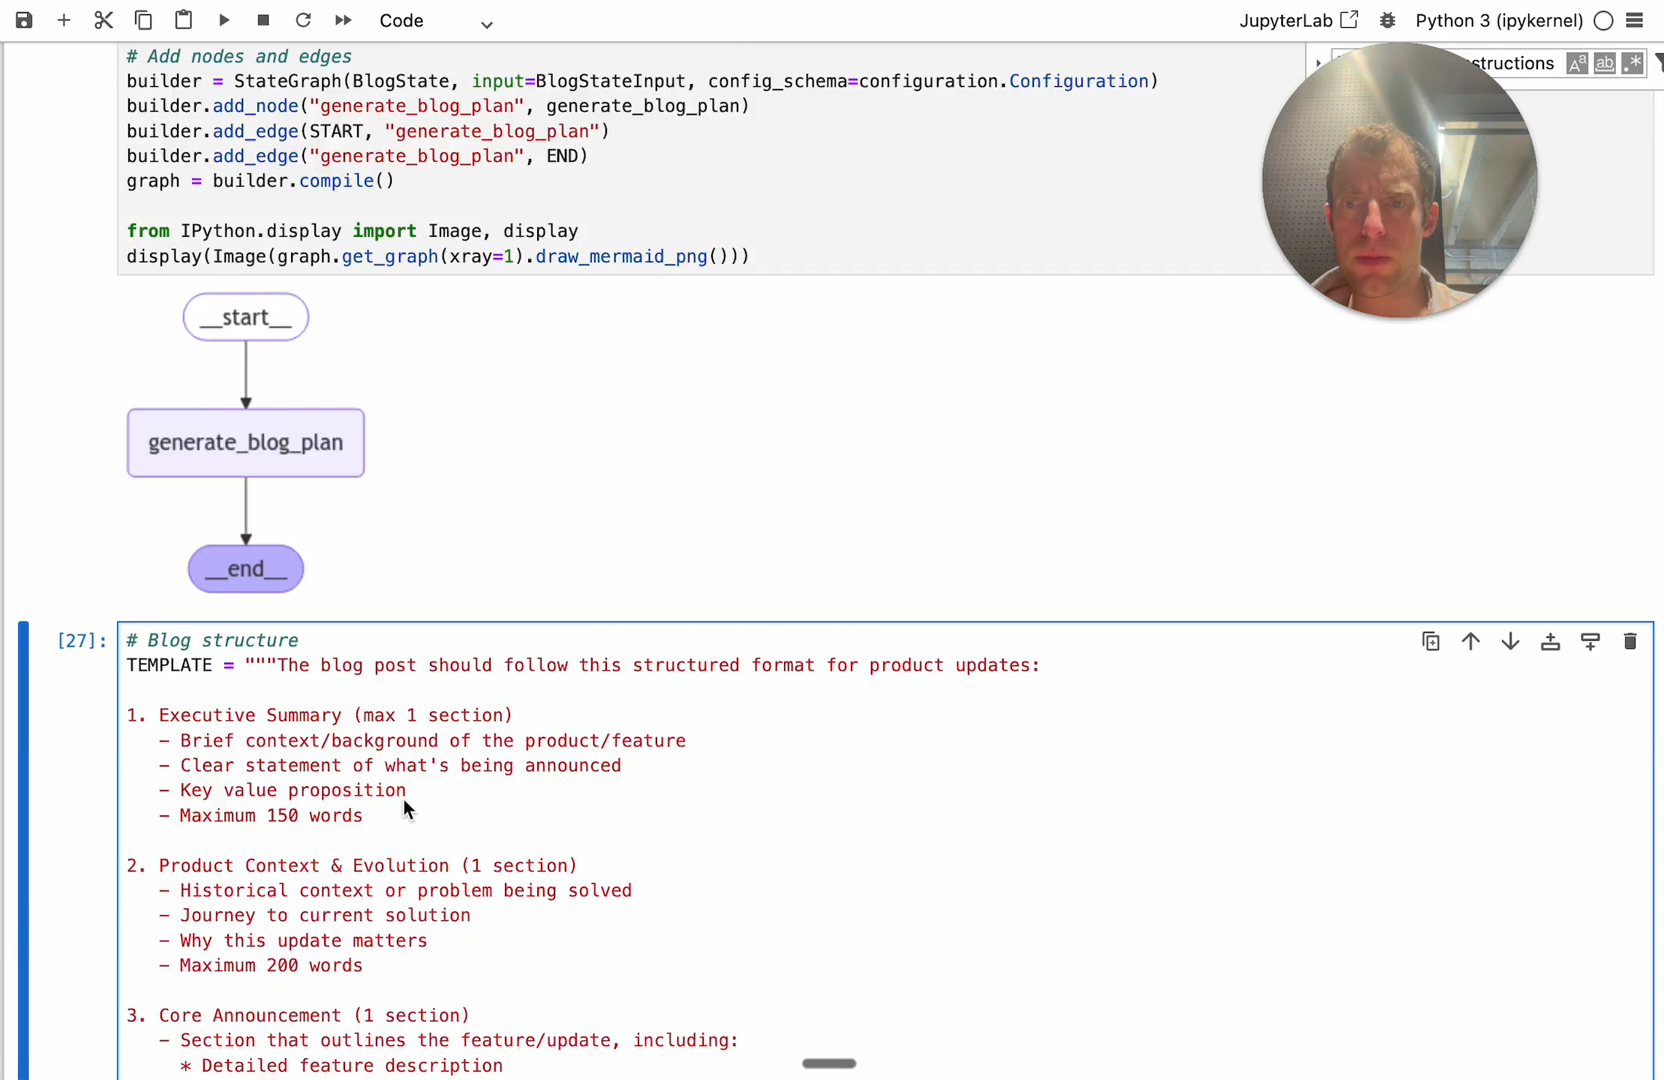 Code
JupyterLab
Python 3 (ipykernel)
# Add nodes and edges
builder = StateGraph(BlogState, input=BlogStateInput, config_schema=configuration.Configuration)
builder.add_node("generate_blog_plan", generate_blog_plan)
builder.add_edge(START, "generate_blog_plan")
builder.add_edge("generate_blog_plan", END)
graph = builder.compile()
from IPython.display import Image, display
display(Image(graph.get_graph(xray=1).draw_mermaid_png()))
__start__
generate_blog_plan
__end__
[27]:
# Blog structure
TEMPLATE = """The blog post should follow this structured format for product updates:
1. Executive Summary (max 1 section)
- Brief context/background of the product/feature
- Clear statement of what's being announced
- Key value proposition
- Maximum 150 words
2. Product Context & Evolution (1 section)
- Historical context or problem being solved
- Journey to current solution
- Why this update matters
- Maximum 200 words
3. Core Announcement (1 section)
- Section that outlines the feature/update, including:
* Detailed feature description